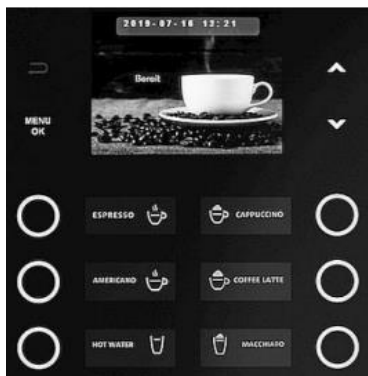 2019-07-16 13:21
Bereit
MENU
OK
ESPRESSO
CAPPUCCINO
AMERICANO
COFFEE LATTE
HOT WATER
MACCHIATO